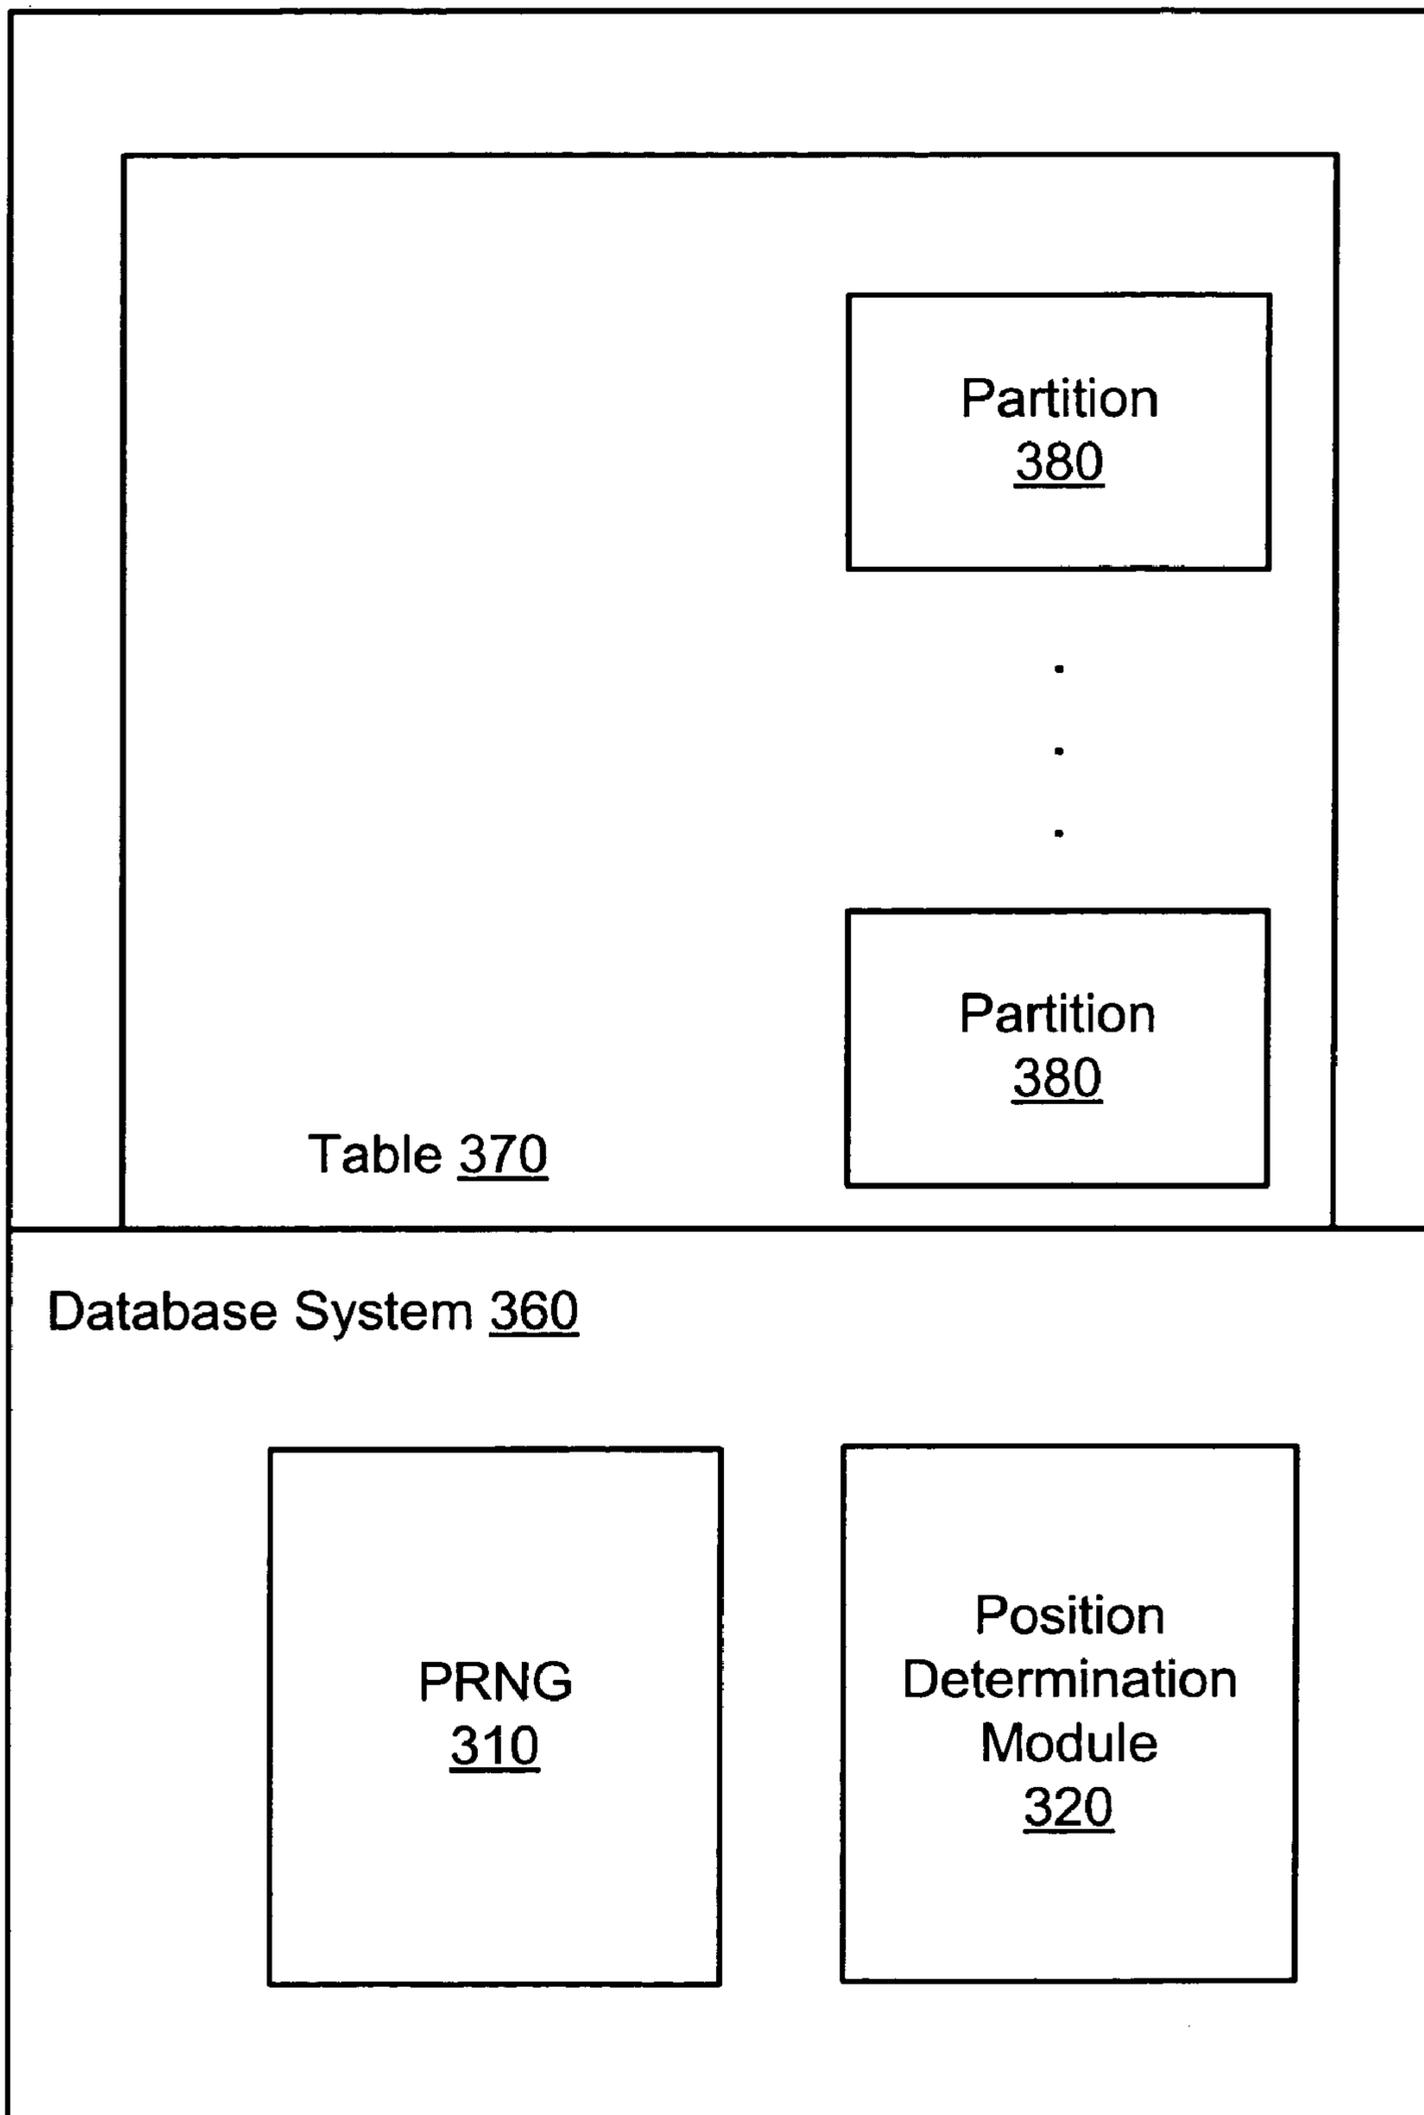 Partition
380
.
.
.
Partition
380
Table 370
Database System 360
PRNG
310
Position
Determination
Module
320